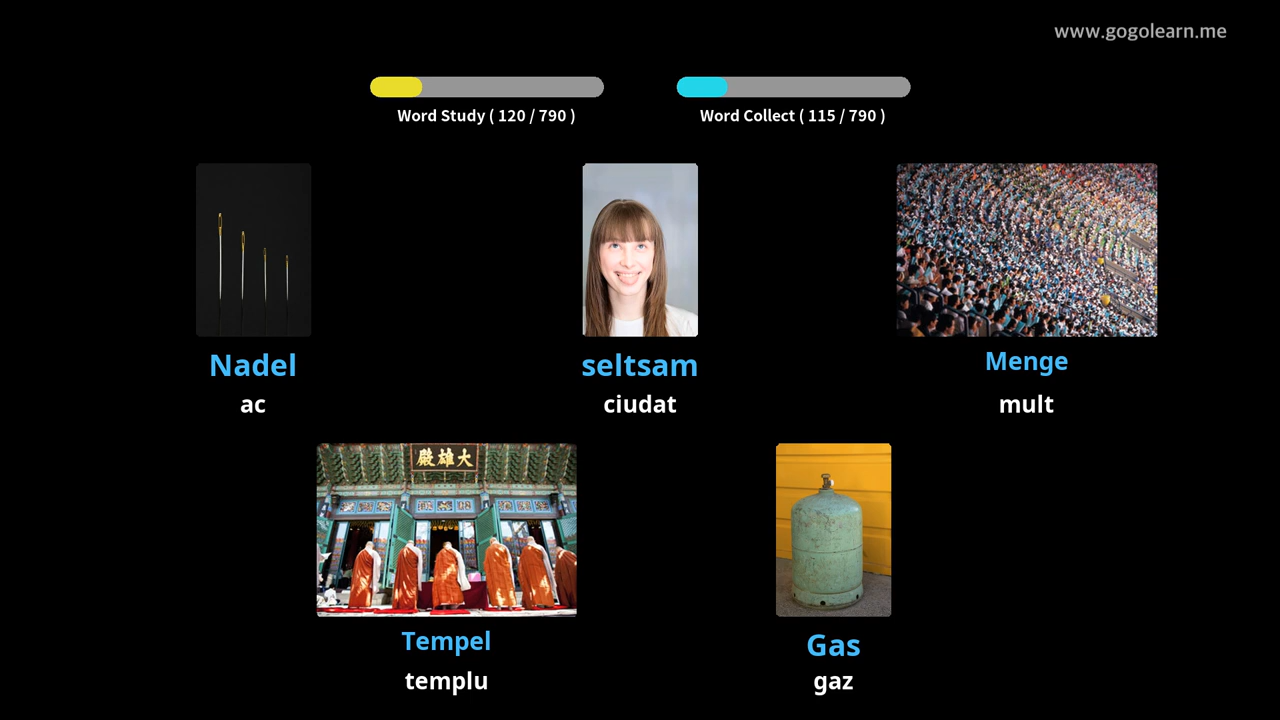 www.gogolearn.me
Word Study ( 120 / 790 )
Word Collect ( 115 / 790 )
Nadel
ac
seltsam
ciudat
Menge
mult
大雄殿
Tempel
templu
Gas
gaz